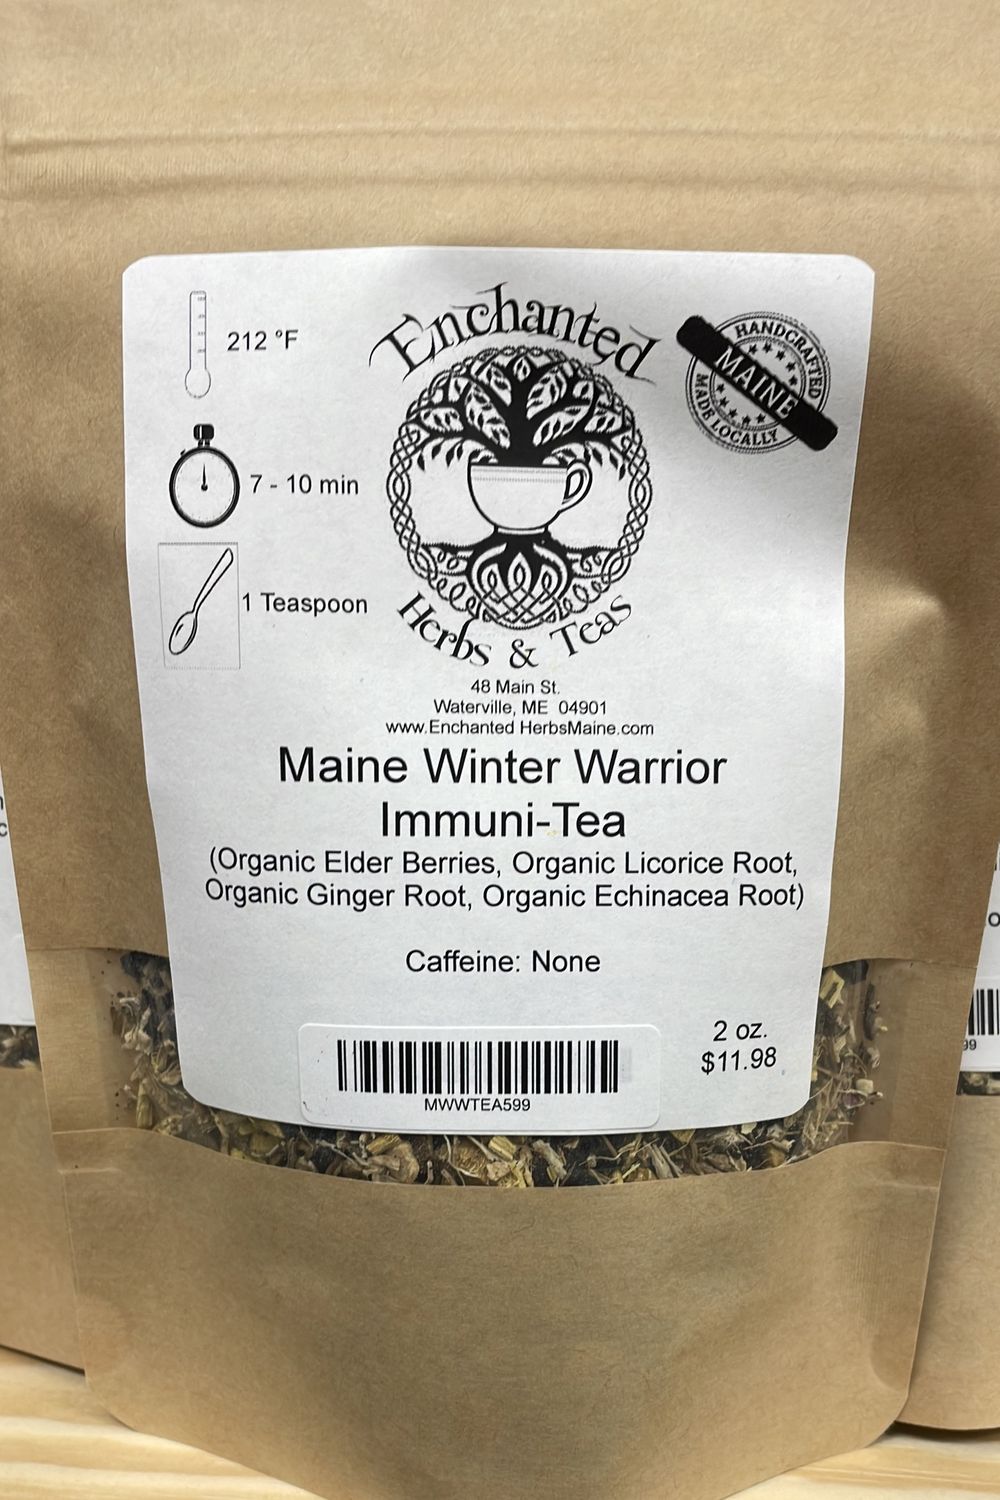 212 °F
7 - 10 min
1 Teaspoon
Enchanted
Herbs & Teas
HANDCRAFTED
MAINE
MADE LOCALLY
48 Main St.
Waterville, ME 04901
www.Enchanted HerbsMaine.com
Maine Winter Warrior
Immuni-Tea
(Organic Elder Berries, Organic Licorice Root,
Organic Ginger Root, Organic Echinacea Root)
Caffeine: None
2 oz.
$11.98
MWWTEA599